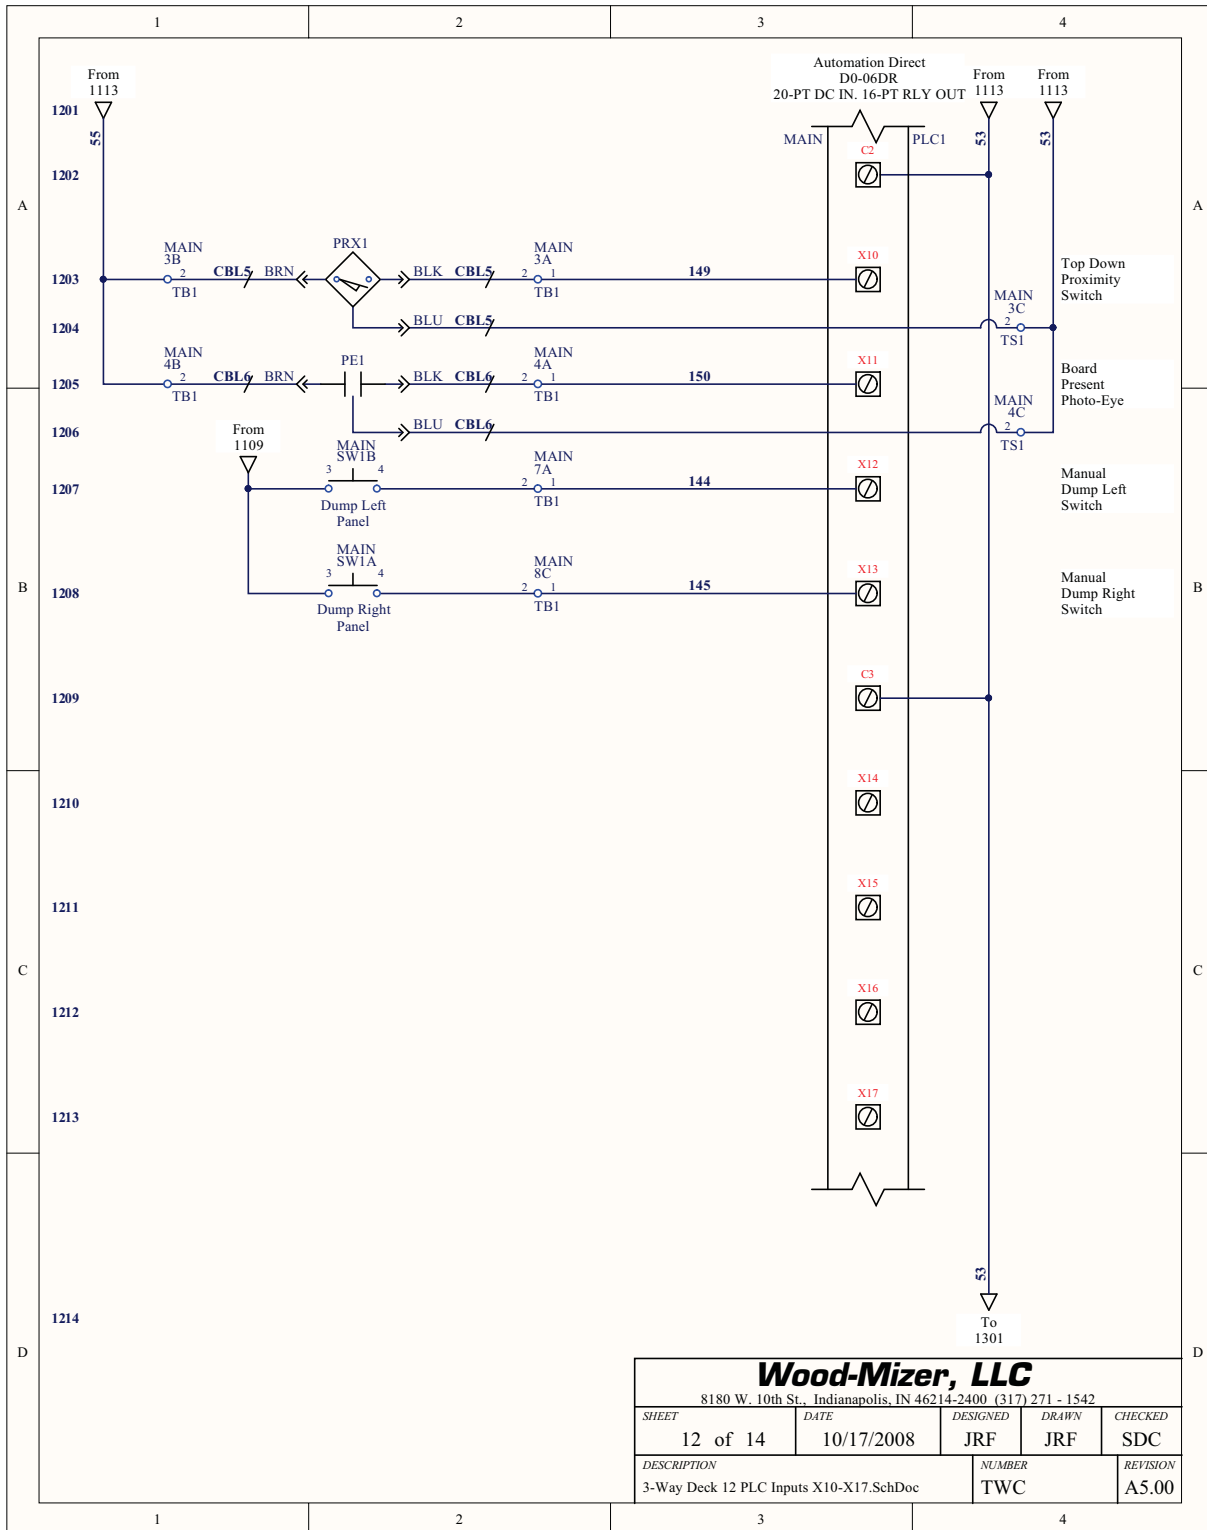 1 2 3 4
From
1113
Automation Direct
D0-06DR
20-PT DC IN. 16-PT RLY OUT
From
1113
From
1113
1201
55
MAIN
PLC1
53
53
C2
1202
A
A
MAIN
3B
PRX1
MAIN
3A
1203
2
TB1
CBL5
BRN
BLK
CBL5
2 1
TB1
149
X10
Top Down
Proximity
Switch
1204
BLU
CBL5
MAIN
3C
2
TS1
MAIN
4B
PE1
MAIN
4A
1205
2
TB1
CBL6
BRN
BLK
CBL6
2 1
TB1
150
X11
Board
Present
Photo-Eye
1206
BLU
CBL6
MAIN
4C
2
TS1
From
1109
MAIN
SW1B
MAIN
7A
1207
3 4
Dump Left
Panel
2 1
TB1
144
X12
Manual
Dump Left
Switch
MAIN
SW1A
MAIN
8C
B
B
1208
3 4
Dump Right
Panel
2 1
TB1
145
X13
Manual
Dump Right
Switch
1209
C3
1210
X14
1211
X15
C
C
1212
X16
1213
X17
53
1214
To
1301
D
D
Wood-Mizer, LLC
8180 W. 10th St., Indianapolis, IN 46214-2400 (317) 271 - 1542
SHEET DATE DESIGNED DRAWN CHECKED
12 of 14 10/17/2008 JRF JRF SDC
DESCRIPTION NUMBER REVISION
3-Way Deck 12 PLC Inputs X10-X17.SchDoc TWC A5.00
1 2 3 4